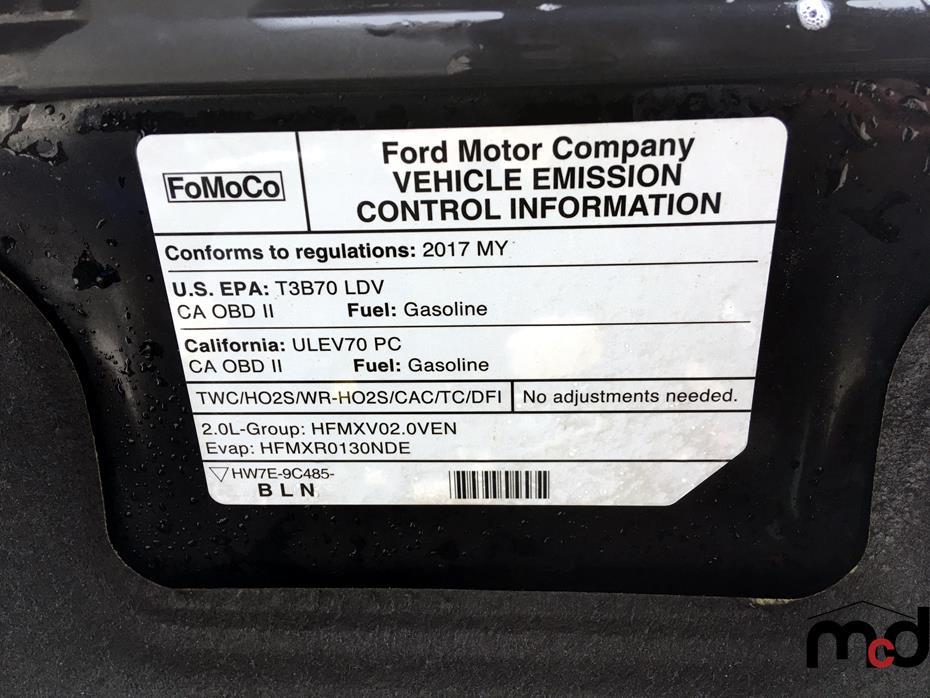 FoMoCo
Ford Motor Company
VEHICLE EMISSION
CONTROL INFORMATION
Conforms to regulations: 2017 MY
U.S. EPA: T3B70 LDV
CA OBD II Fuel: Gasoline
California: ULEV70 PC
CA OBD II Fuel: Gasoline
TWC/HO2S/WR-HO2S/CAC/TC/DFI No adjustments needed.
2.0L-Group: HFMXV02.0VEN
Evap: HFMXR0130NDE
HW7E-9C485-
BLN
mcd